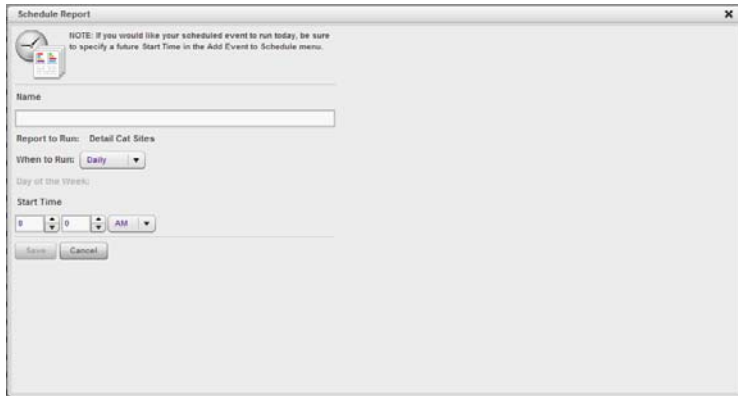 Schedule Report
NOTE: If you would like your scheduled event to run today, be sure
to specify a future Start Time in the Add Event to Schedule menu.
Name
Report to Run: Detail Cat Sites
When to Run: Daily
Day of the Week:
Start Time
0 0 AM
Save Cancel